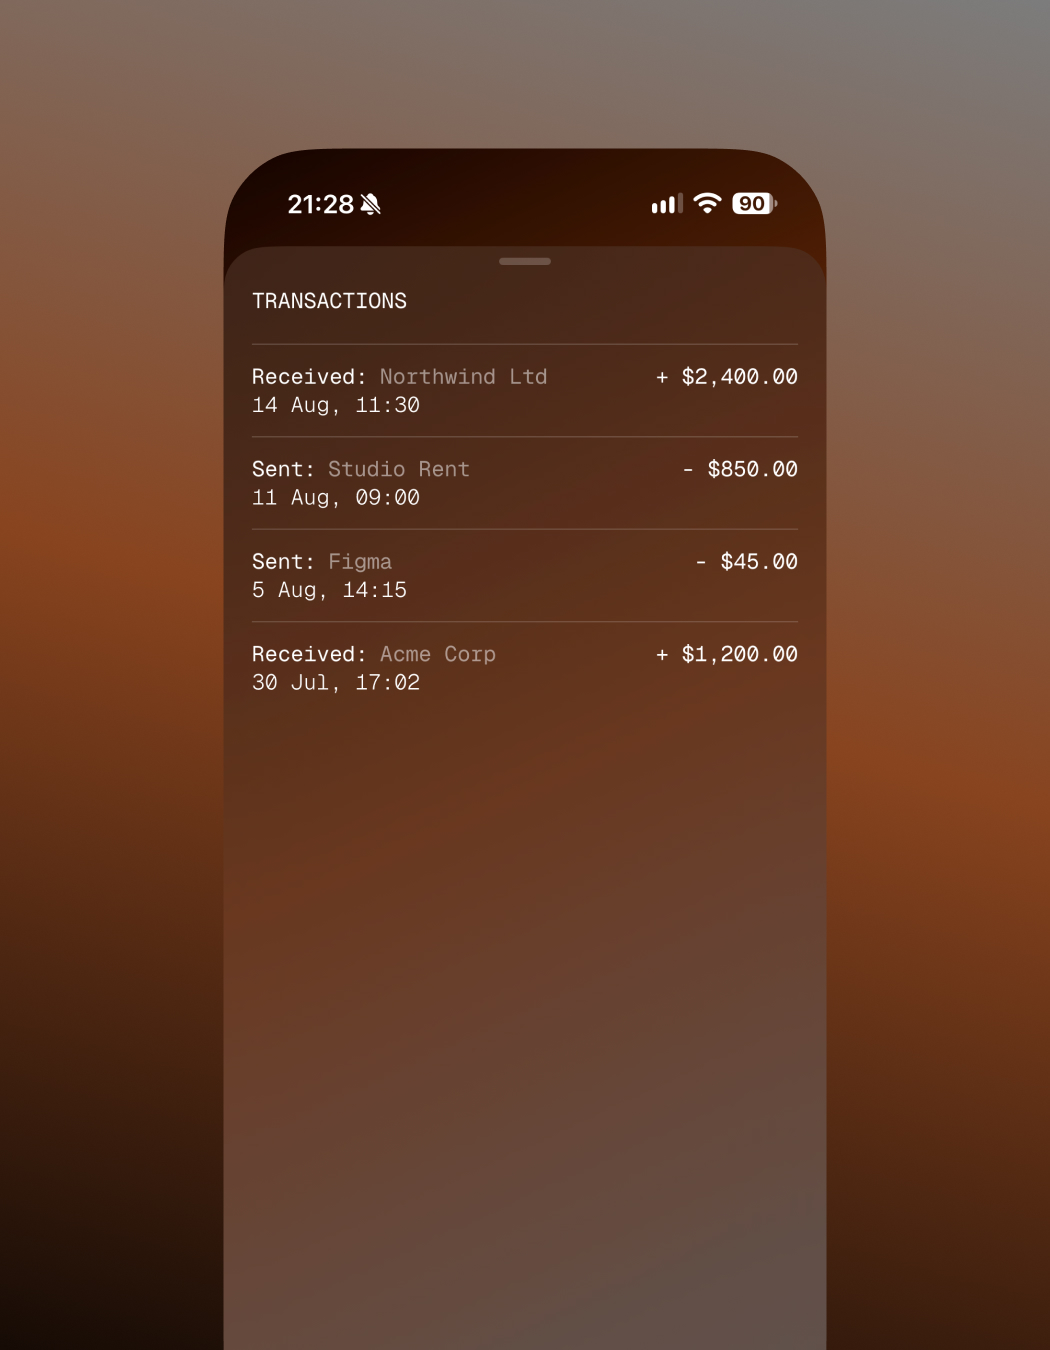 21:28
90
TRANSACTIONS
Received: Northwind Ltd + $2,400.00
14 Aug, 11:30
Sent: Studio Rent - $850.00
11 Aug, 09:00
Sent: Figma - $45.00
5 Aug, 14:15
Received: Acme Corp + $1,200.00
30 Jul, 17:02